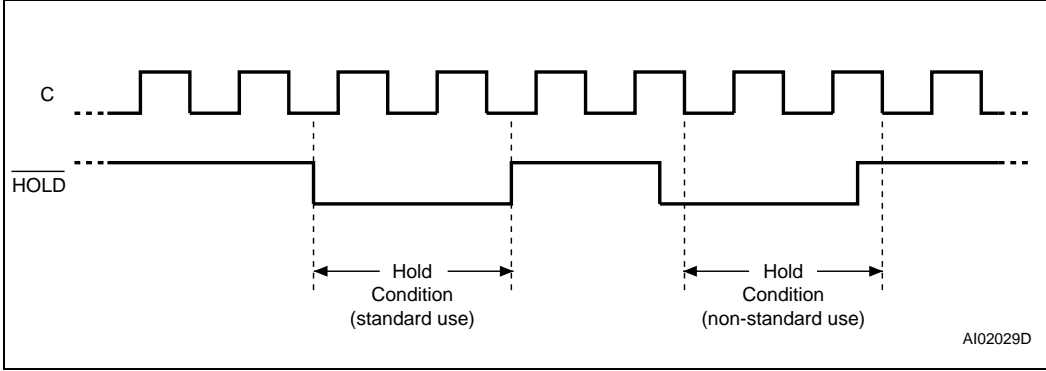 C
HOLD
Hold
Condition
(standard use)
Hold
Condition
(non-standard use)
AI02029D